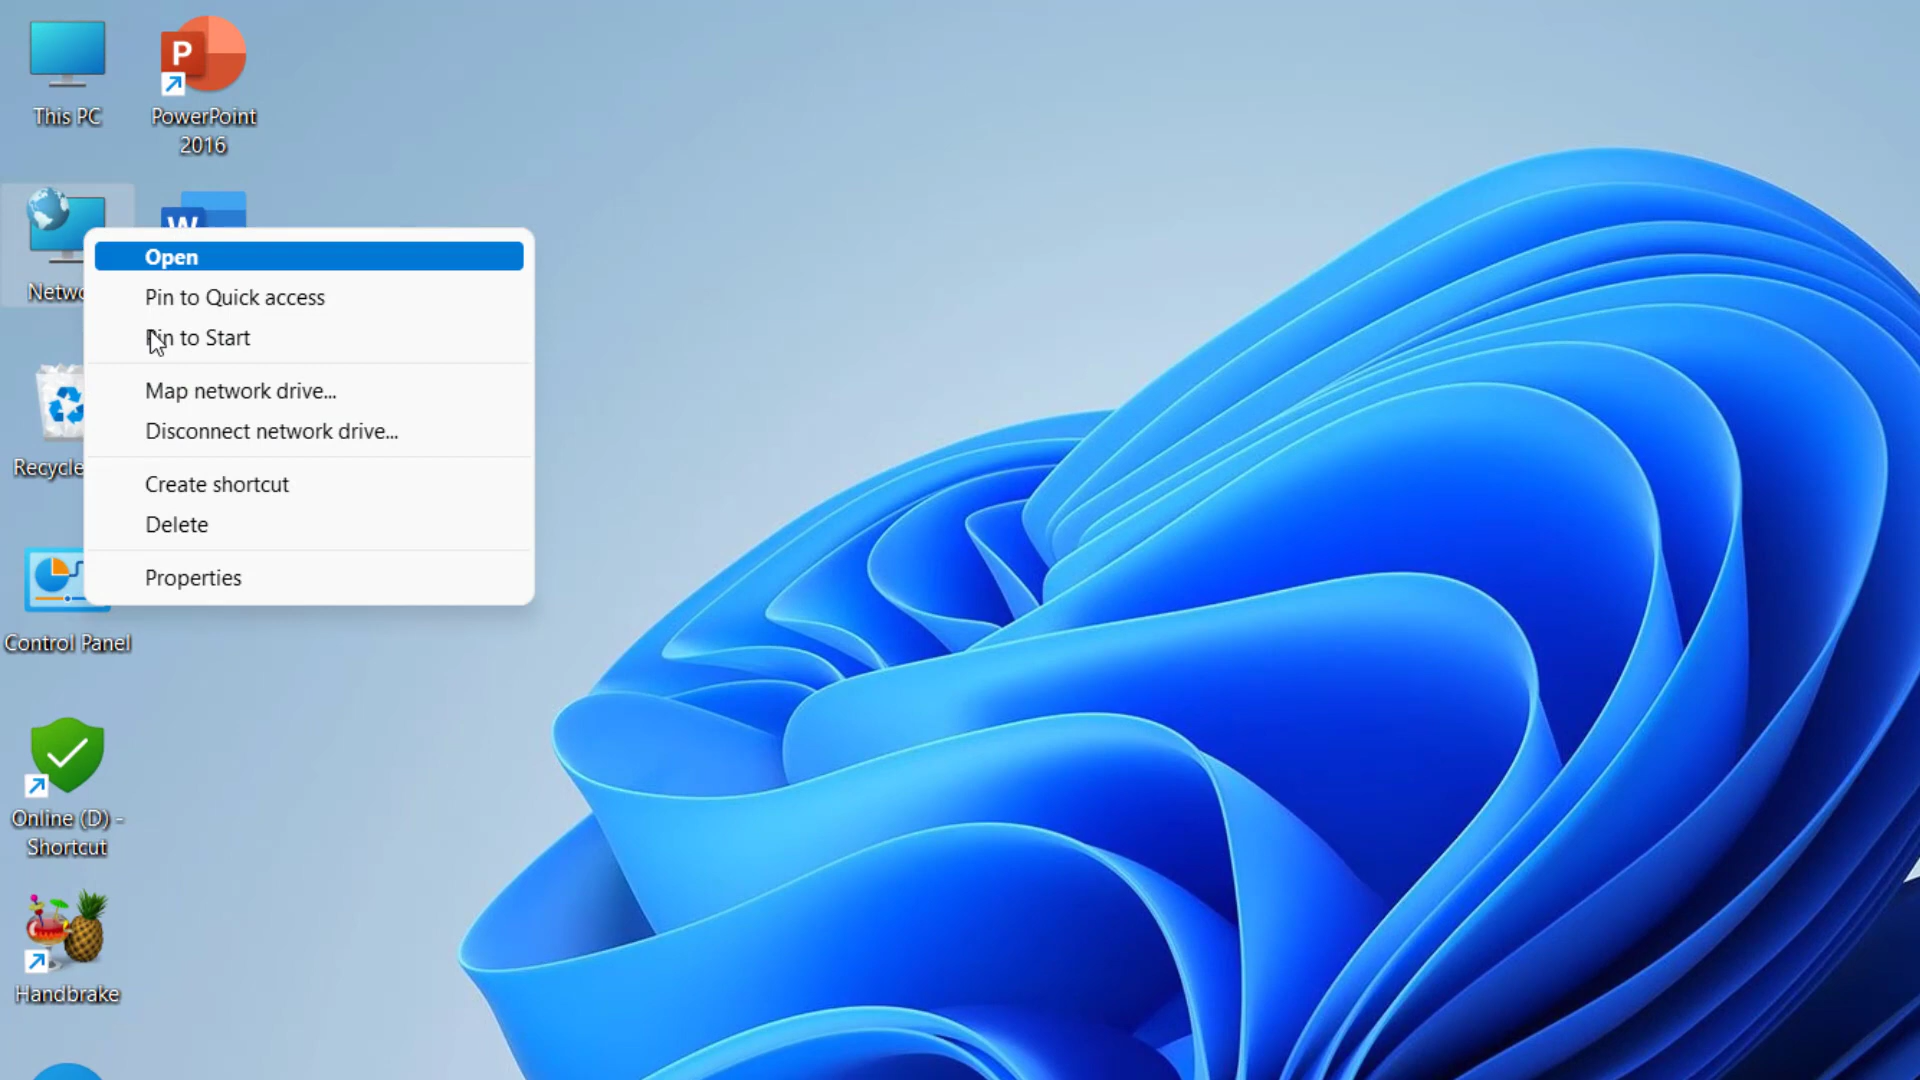 This PC
P
PowerPoint
2016
W
Netwo
Open
Pin to Quick access
Pin to Start
Map network drive...
Disconnect network drive...
Create shortcut
Delete
Properties
Recycle
Control Panel
Online (D) -
Shortcut
Handbrake